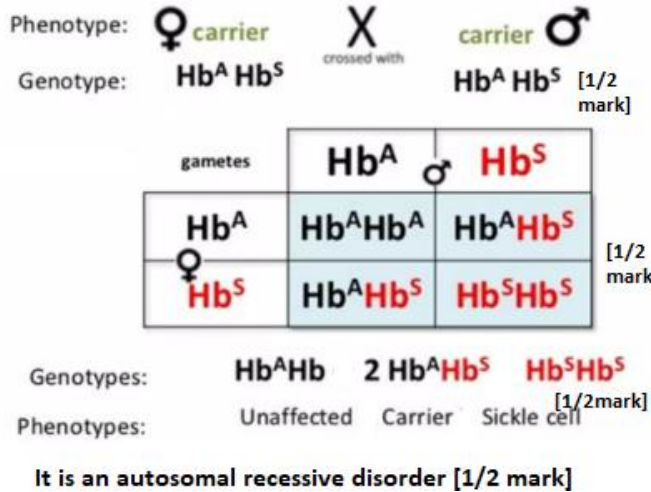 Phenotype: ♀ carrier X carrier ♂
crossed with
Genotype: Hbᴬ Hbˢ Hbᴬ Hbˢ [1/2 mark]
gametes Hbᴬ ♂ Hbˢ
Hbᴬ HbᴬHbᴬ HbᴬHbˢ
♀ [1/2 mark
Hbˢ HbᴬHbˢ HbˢHbˢ
Genotypes: HbᴬHb 2 HbᴬHbˢ HbˢHbˢ
[1/2mark]
Phenotypes: Unaffected Carrier Sickle cell
It is an autosomal recessive disorder [1/2 mark]